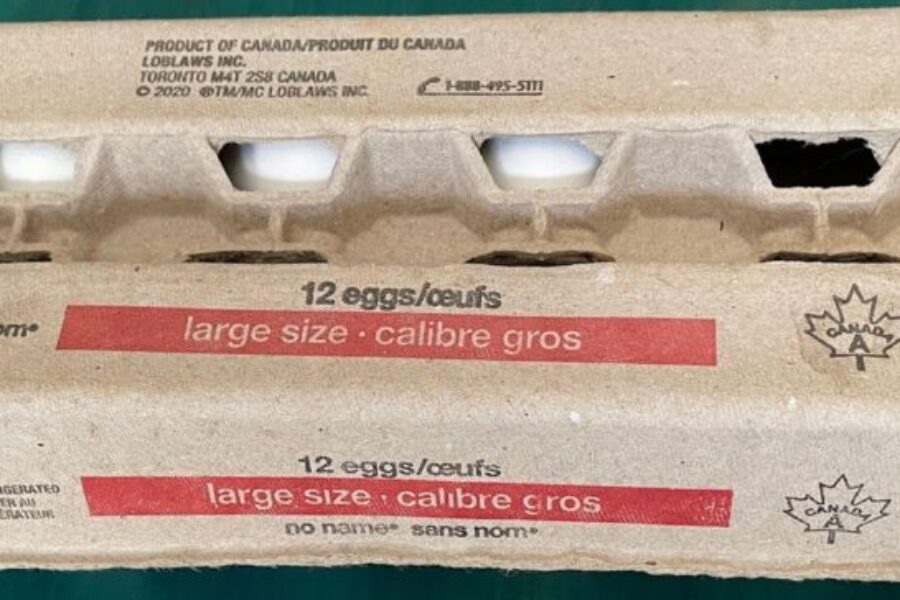 PRODUCT OF CANADA/PRODUIT DU CANADA
LOBLAWS INC.
TORONTO M4T 2S8 CANADA
© 2020 ®TM/MC LOBLAWS INC.
1-888-495-5111
12 eggs/œufs
large size · calibre gros
CANADA
A
12 eggs/œufs
large size · calibre gros
no name® sans nom®
CANADA
A